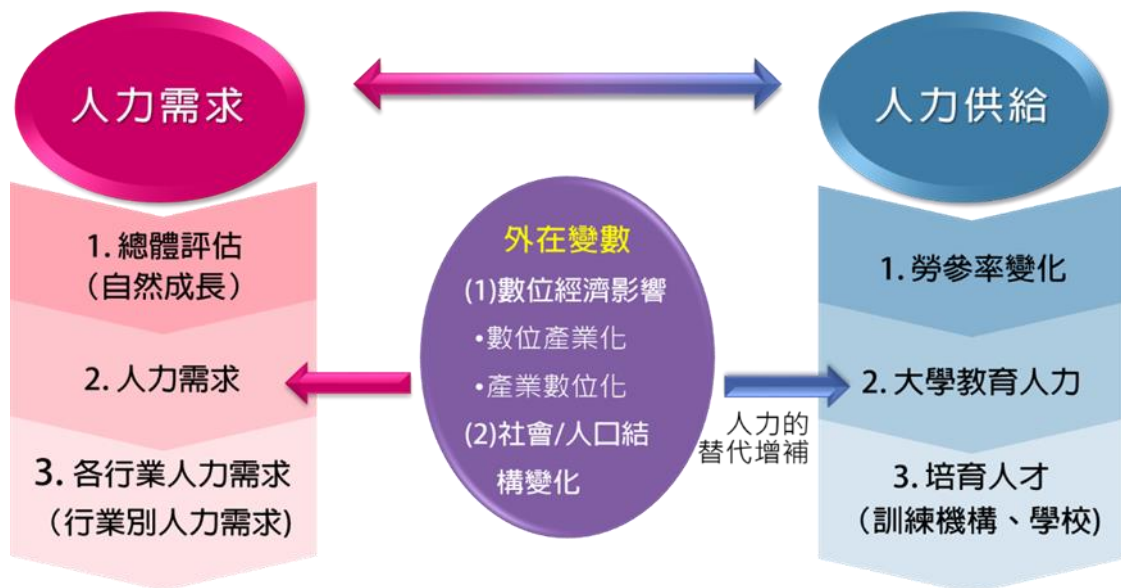 人力需求
1. 總體評估
（自然成長）
2. 人力需求
3. 各行業人力需求
（行業別人力需求)
外在變數
(1)數位經濟影響
•數位產業化
•產業數位化
(2)社會/人口結
構變化
人力的
替代增補
人力供給
1. 勞參率變化
2. 大學教育人力
3. 培育人才
（訓練機構、學校)